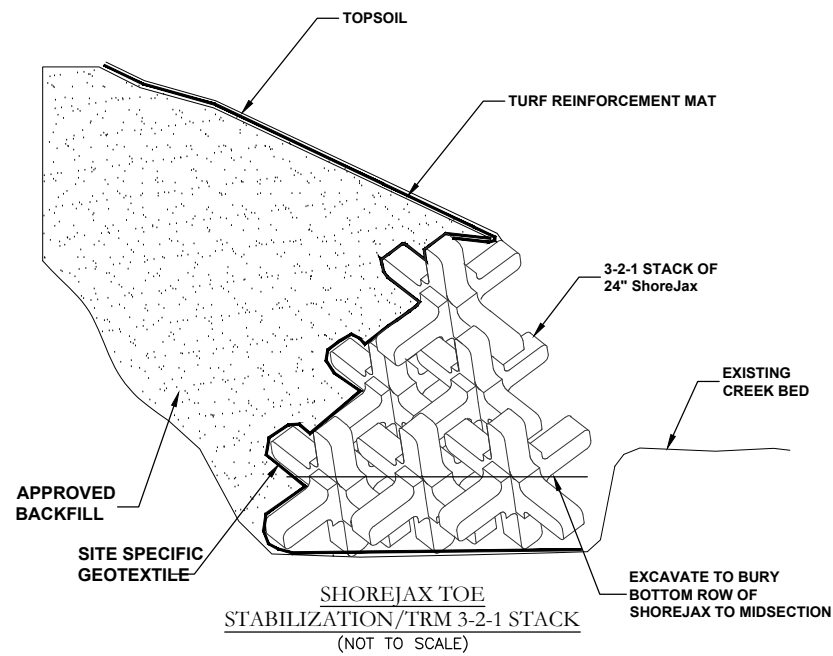 TOPSOIL
TURF REINFORCEMENT MAT
3-2-1 STACK OF
24" ShoreJax
EXISTING
CREEK BED
APPROVED
BACKFILL
SITE SPECIFIC
GEOTEXTILE
EXCAVATE TO BURY
BOTTOM ROW OF
SHOREJAX TO MIDSECTION
SHOREJAX TOE
STABILIZATION/TRM 3-2-1 STACK
(NOT TO SCALE)